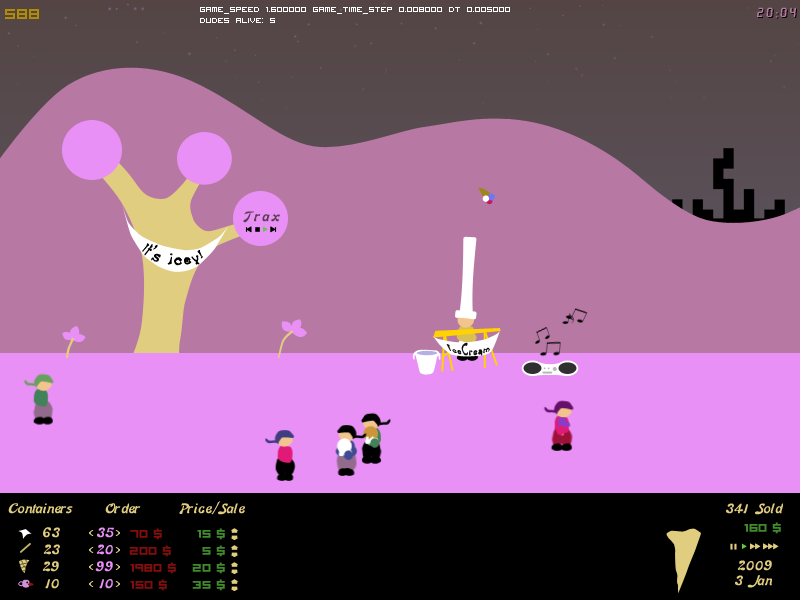 588
GAME_SPEED 1.600000 GAME_TIME_STEP 0.008000 DT 0.005000
DUDES ALIVE: 5
20:04
Trax
It's icey!
IceCream
Containers Order Price/Sale
63 <35> 70 $ 15 $
23 <20> 200 $ 5 $
29 <99> 1980 $ 20 $
10 <10> 150 $ 35 $
341 Sold
160 $
2009
3 Jan